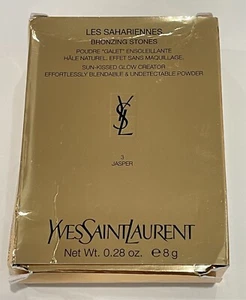 LES SAHARIENNES
BRONZING STONES
POUDRE "GALET" ENSOLEILLANTE
HÂLE NATUREL. EFFET SANS MAQUILLAGE.
SUN-KISSED GLOW CREATOR
EFFORTLESSLY BLENDABLE & UNDETECTABLE POWDER
YSL
3
JASPER
YVESSAINTLAURENT
Net Wt. 0.28 oz. ℮ 8 g